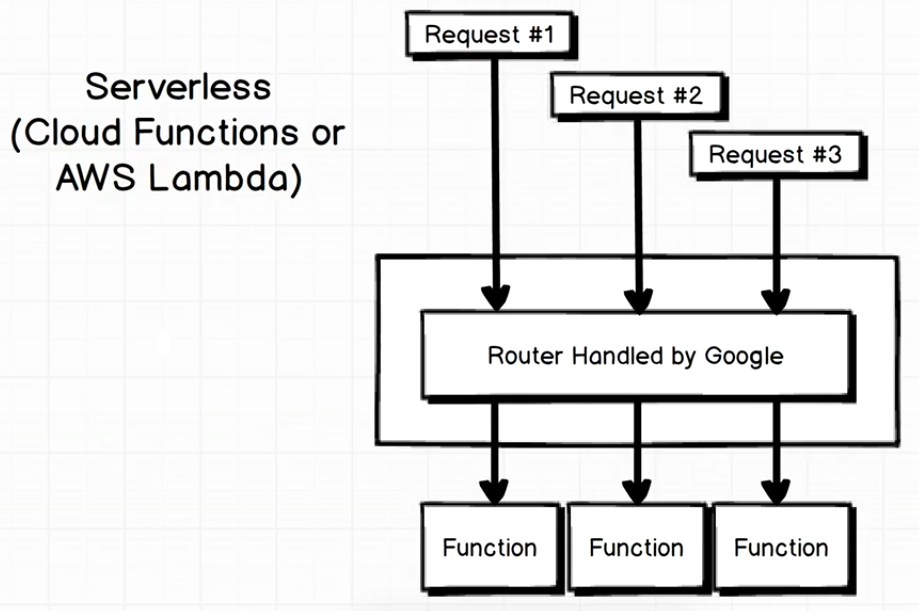 Request #1
Request #2
Request #3
Serverless
(Cloud Functions or
AWS Lambda)
Router Handled by Google
Function
Function
Function